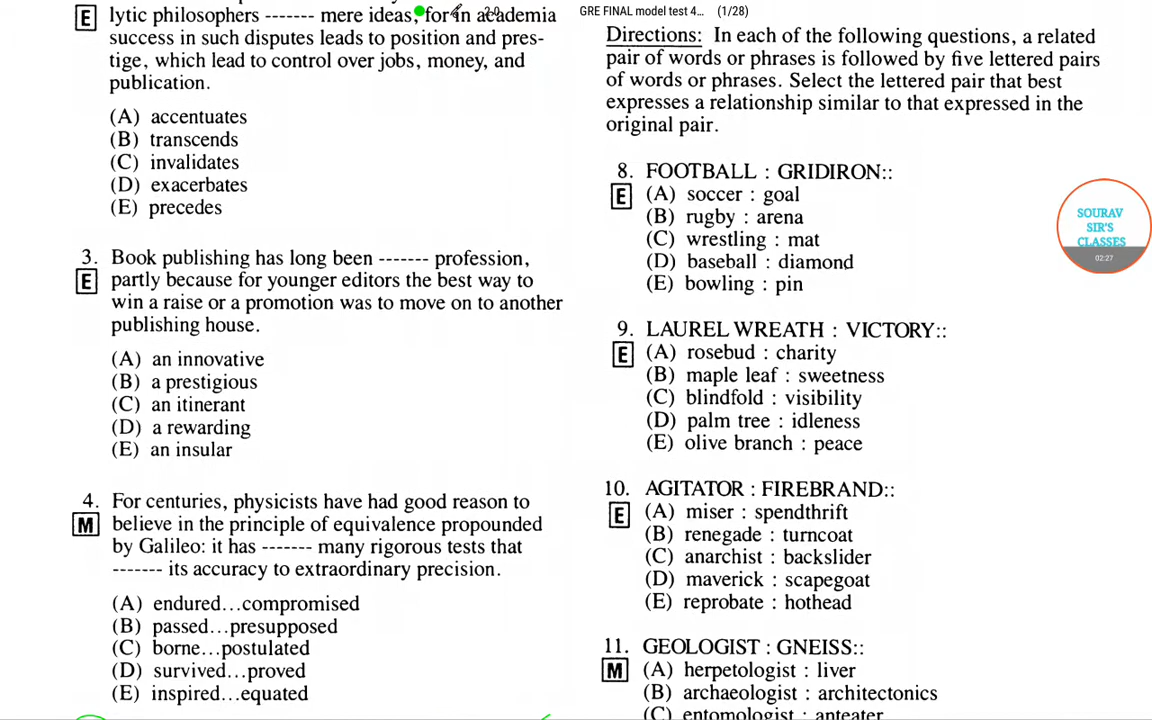 GRE FINAL model test 4... (1/28)
E lytic philosophers ------- mere ideas, for in academia
success in such disputes leads to position and pres-
tige, which lead to control over jobs, money, and
publication.
(A) accentuates
(B) transcends
(C) invalidates
(D) exacerbates
(E) precedes
3. Book publishing has long been ------- profession,
E partly because for younger editors the best way to
win a raise or a promotion was to move on to another
publishing house.
(A) an innovative
(B) a prestigious
(C) an itinerant
(D) a rewarding
(E) an insular
4. For centuries, physicists have had good reason to
M believe in the principle of equivalence propounded
by Galileo: it has ------- many rigorous tests that
------- its accuracy to extraordinary precision.
(A) endured...compromised
(B) passed...presupposed
(C) borne...postulated
(D) survived...proved
(E) inspired...equated
Directions: In each of the following questions, a related
pair of words or phrases is followed by five lettered pairs
of words or phrases. Select the lettered pair that best
expresses a relationship similar to that expressed in the
original pair.
8. FOOTBALL : GRIDIRON::
E (A) soccer : goal
(B) rugby : arena
(C) wrestling : mat
(D) baseball : diamond
(E) bowling : pin
9. LAUREL WREATH : VICTORY::
E (A) rosebud : charity
(B) maple leaf : sweetness
(C) blindfold : visibility
(D) palm tree : idleness
(E) olive branch : peace
10. AGITATOR : FIREBRAND::
E (A) miser : spendthrift
(B) renegade : turncoat
(C) anarchist : backslider
(D) maverick : scapegoat
(E) reprobate : hothead
11. GEOLOGIST : GNEISS::
M (A) herpetologist : liver
(B) archaeologist : architectonics
(C) entomologist : anteater
SOURAV
SIR'S
CLASSES
02:27